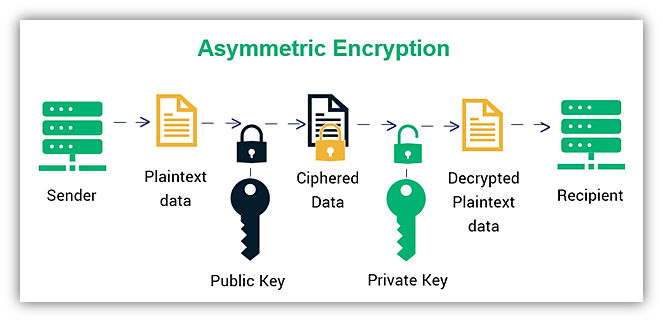 Asymmetric Encryption
Sender
Plaintext
data
Public Key
Ciphered
Data
Private Key
Decrypted
Plaintext
data
Recipient